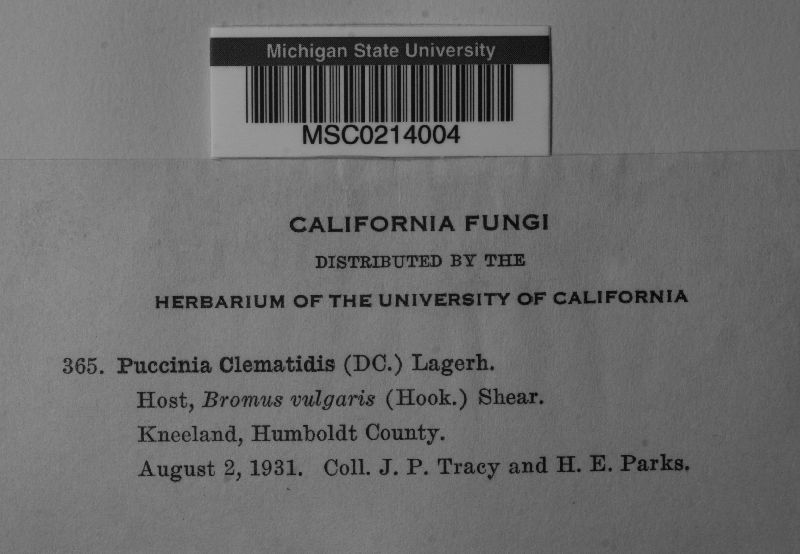 Michigan State University
MSC0214004
CALIFORNIA FUNGI
DISTRIBUTED BY THE
HERBARIUM OF THE UNIVERSITY OF CALIFORNIA
365. Puccinia Clematidis (DC.) Lagerh.
Host, Bromus vulgaris (Hook.) Shear.
Kneeland, Humboldt County.
August 2, 1931. Coll. J. P. Tracy and H. E. Parks.